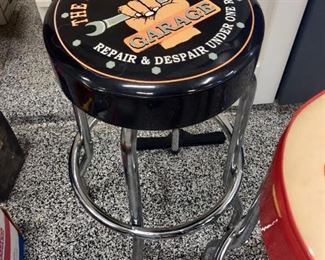 THE
GARAGE
REPAIR & DESPAIR UNDER ONE R